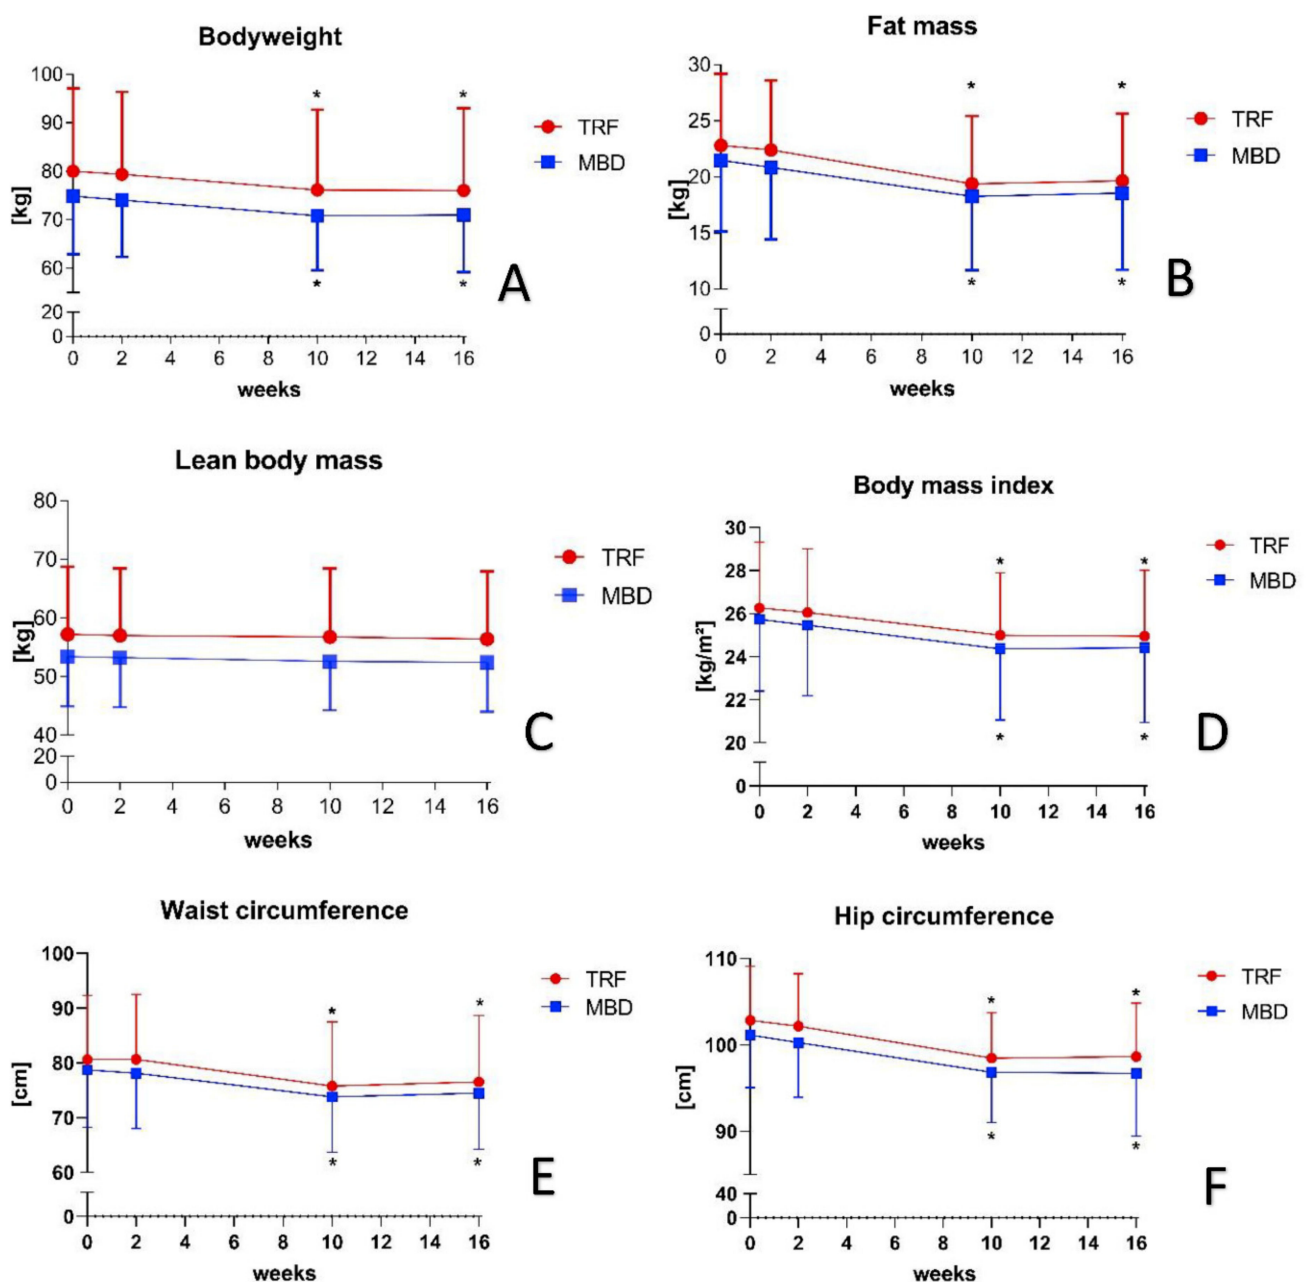 Bodyweight
100
90
80
70
60
20
0
[kg]
* *
* *
0 2 4 6 8 10 12 14 16
weeks
TRF
MBD
A
Fat mass
30
25
20
15
10
0
[kg]
* *
* *
0 2 4 6 8 10 12 14 16
weeks
TRF
MBD
B
Lean body mass
80
70
60
50
40
20
0
[kg]
0 2 4 6 8 10 12 14 16
weeks
TRF
MBD
C
Body mass index
30
28
26
24
22
20
0
[kg/m²]
* *
* *
0 2 4 6 8 10 12 14 16
weeks
TRF
MBD
D
Waist circumference
100
90
80
70
60
0
[cm]
* *
* *
0 2 4 6 8 10 12 14 16
weeks
TRF
MBD
E
Hip circumference
110
100
90
40
0
[cm]
* *
* *
0 2 4 6 8 10 12 14 16
weeks
TRF
MBD
F